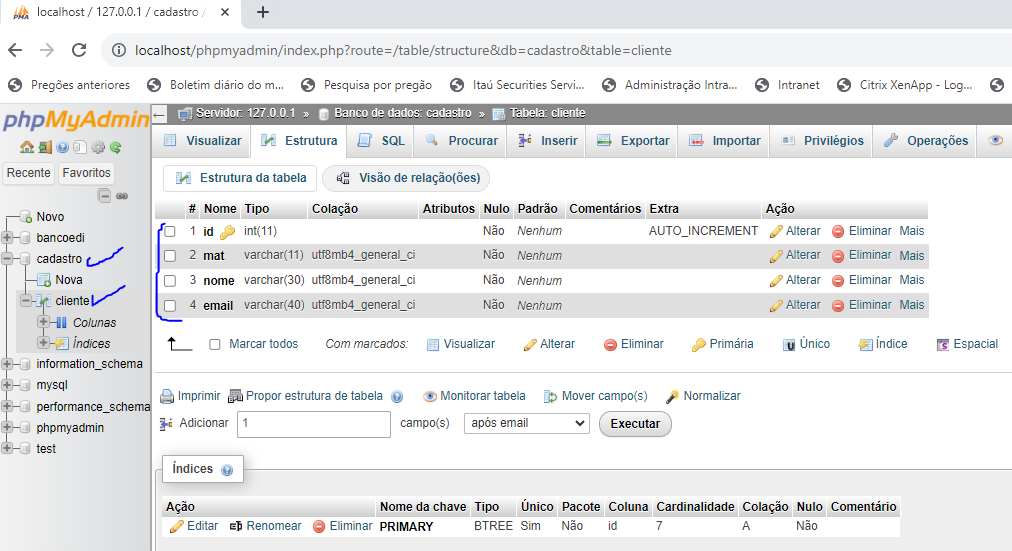 localhost / 127.0.0.1 / cadastro /
localhost/phpmyadmin/index.php?route=/table/structure&db=cadastro&table=cliente
Pregões anteriores Boletim diário do m... Pesquisa por pregão Itaú Securities Servi... Administração Intra... Intranet Citrix XenApp - Log...
phpMyAdmin
Recente Favoritos
Novo
bancoedi
cadastro
Nova
cliente
Colunas
Índices
information_schema
mysql
performance_schema
phpmyadmin
test
Servidor: 127.0.0.1 » Banco de dados: cadastro » Tabela: cliente
Visualizar Estrutura SQL Procurar Inserir Exportar Importar Privilégios Operações
Estrutura da tabela Visão de relação(ões)
# Nome Tipo Colação Atributos Nulo Padrão Comentários Extra Ação
1 id int(11) Não Nenhum AUTO_INCREMENT Alterar Eliminar Mais
2 mat varchar(11) utf8mb4_general_ci Não Nenhum Alterar Eliminar Mais
3 nome varchar(30) utf8mb4_general_ci Não Nenhum Alterar Eliminar Mais
4 email varchar(40) utf8mb4_general_ci Não Nenhum Alterar Eliminar Mais
Marcar todos Com marcados: Visualizar Alterar Eliminar Primária Único Índice Espacial
Imprimir Propor estrutura de tabela Monitorar tabela Mover campo(s) Normalizar
Adicionar 1 campo(s) após email Executar
Índices
Ação Nome da chave Tipo Único Pacote Coluna Cardinalidade Colação Nulo Comentário
Editar Renomear Eliminar PRIMARY BTREE Sim Não id 7 A Não